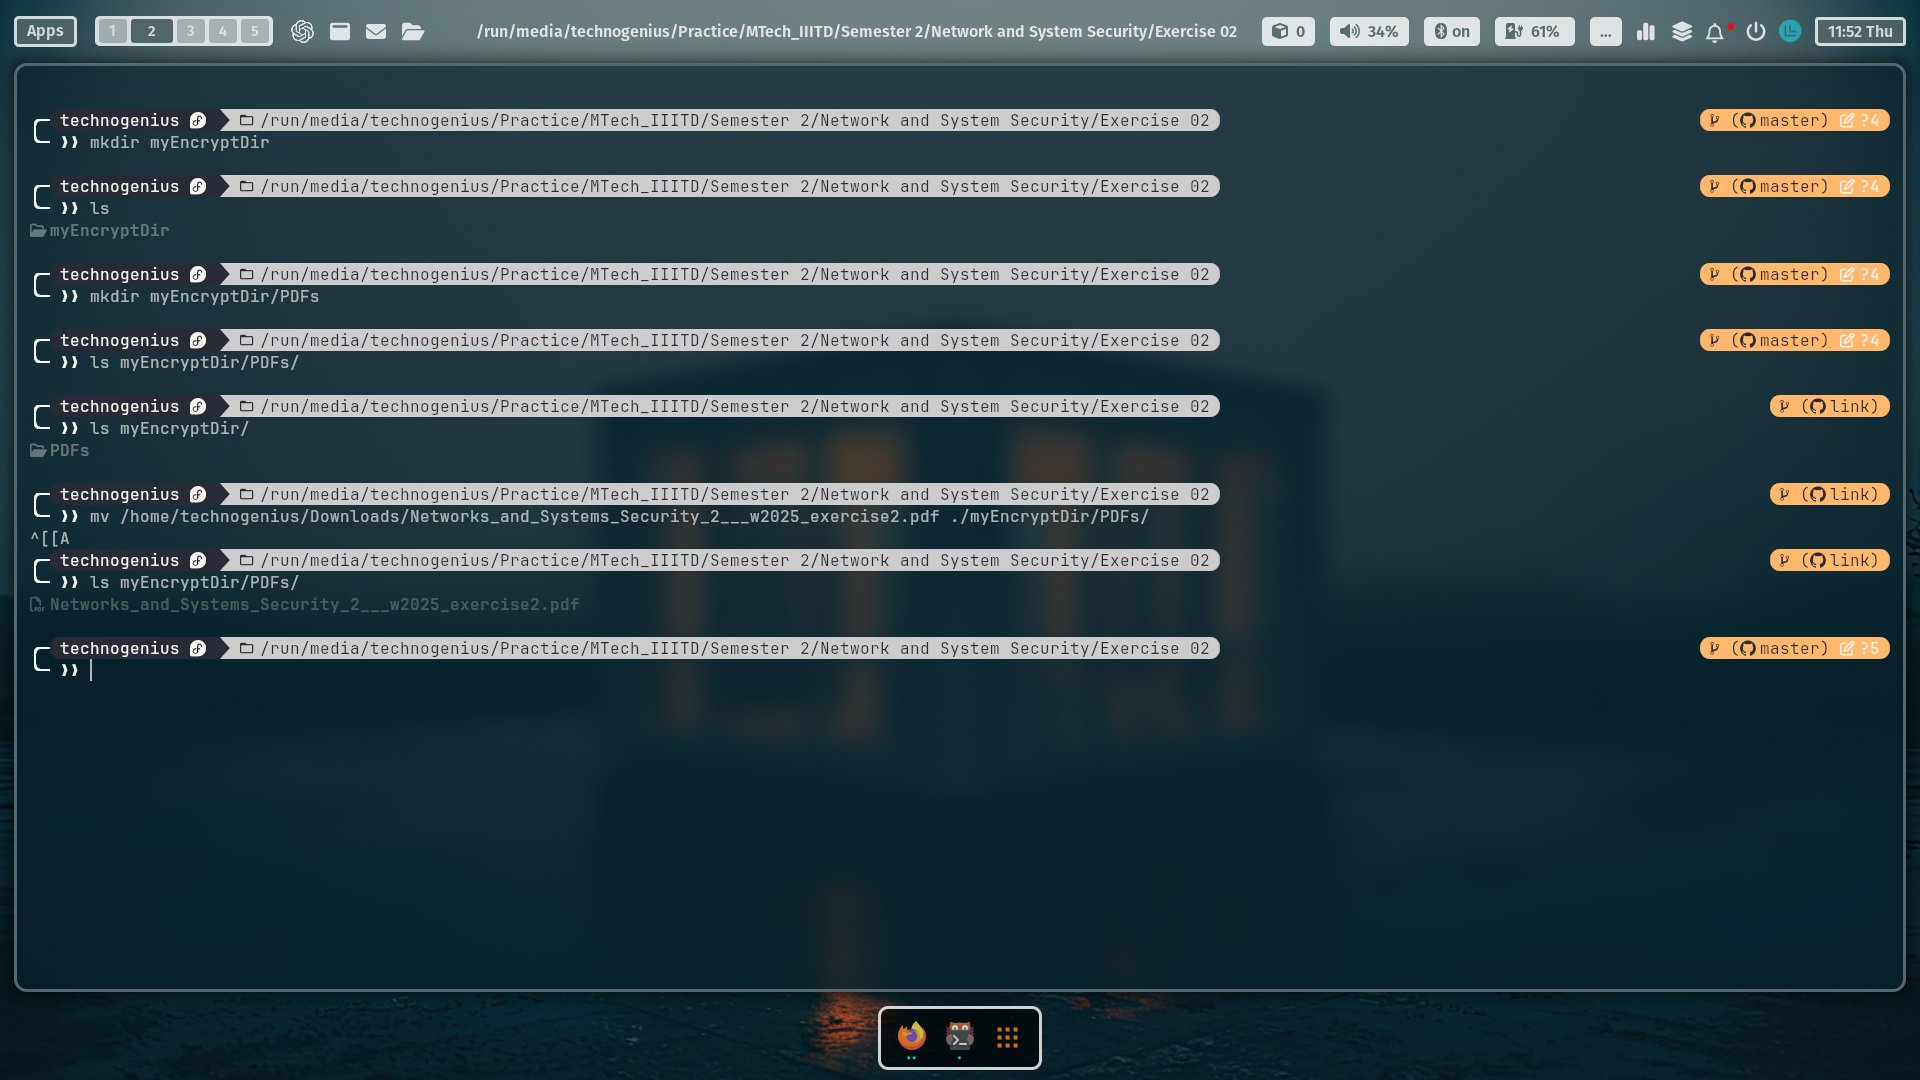 Apps 1 2 3 4 5 /run/media/technogenius/Practice/MTech_IIITD/Semester 2/Network and System Security/Exercise 02 0 34% on 61% ... 11:52 Thu
technogenius /run/media/technogenius/Practice/MTech_IIITD/Semester 2/Network and System Security/Exercise 02 (master) ?4
❱❱ mkdir myEncryptDir
technogenius /run/media/technogenius/Practice/MTech_IIITD/Semester 2/Network and System Security/Exercise 02 (master) ?4
❱❱ ls
myEncryptDir
technogenius /run/media/technogenius/Practice/MTech_IIITD/Semester 2/Network and System Security/Exercise 02 (master) ?4
❱❱ mkdir myEncryptDir/PDFs
technogenius /run/media/technogenius/Practice/MTech_IIITD/Semester 2/Network and System Security/Exercise 02 (master) ?4
❱❱ ls myEncryptDir/PDFs/
technogenius /run/media/technogenius/Practice/MTech_IIITD/Semester 2/Network and System Security/Exercise 02 (link)
❱❱ ls myEncryptDir/
PDFs
technogenius /run/media/technogenius/Practice/MTech_IIITD/Semester 2/Network and System Security/Exercise 02 (link)
❱❱ mv /home/technogenius/Downloads/Networks_and_Systems_Security_2___w2025_exercise2.pdf ./myEncryptDir/PDFs/
^[[A
technogenius /run/media/technogenius/Practice/MTech_IIITD/Semester 2/Network and System Security/Exercise 02 (link)
❱❱ ls myEncryptDir/PDFs/
Networks_and_Systems_Security_2___w2025_exercise2.pdf
technogenius /run/media/technogenius/Practice/MTech_IIITD/Semester 2/Network and System Security/Exercise 02 (master) ?5
❱❱